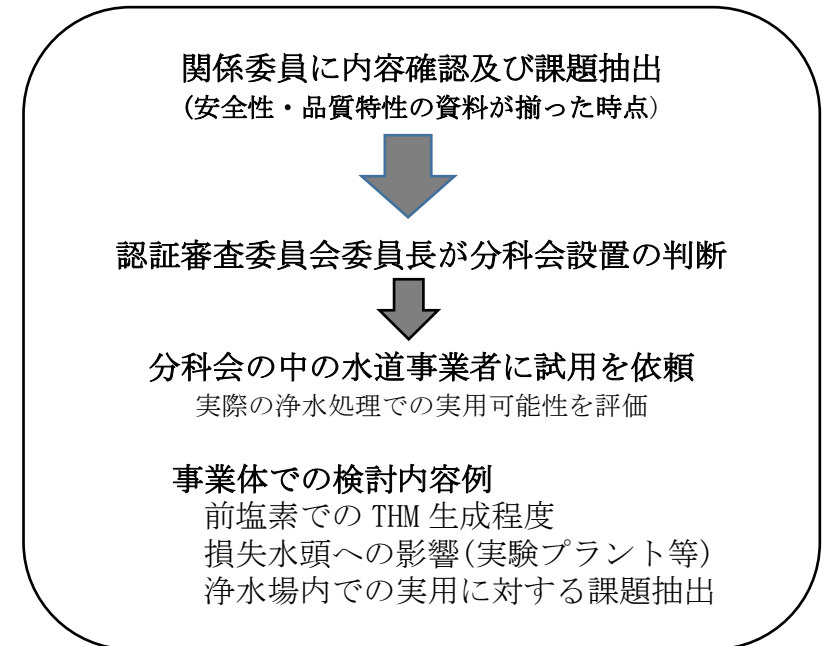 関係委員に内容確認及び課題抽出
(安全性・品質特性の資料が揃った時点)
認証審査委員会委員長が分科会設置の判断
分科会の中の水道事業者に試用を依頼
実際の浄水処理での実用可能性を評価
事業体での検討内容例
前塩素での THM 生成程度
損失水頭への影響(実験プラント等)
浄水場内での実用に対する課題抽出